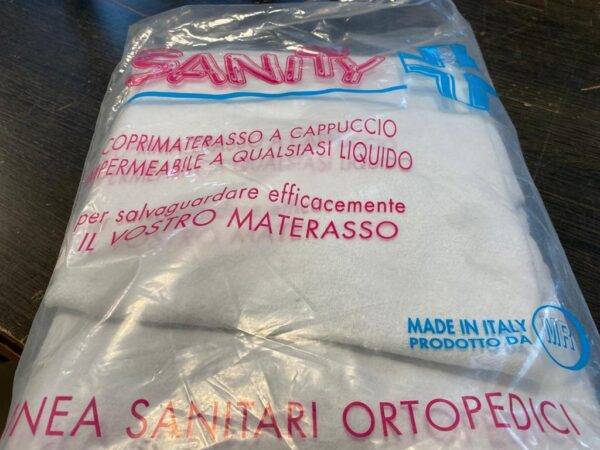 SANITY
COPRIMATERASSO A CAPPUCCIO
IMPERMEABILE A QUALSIASI LIQUIDO
per salvaguardare efficacemente
IL VOSTRO MATERASSO
MADE IN ITALY
PRODOTTO DA
LINEA SANITARI ORTOPEDICI